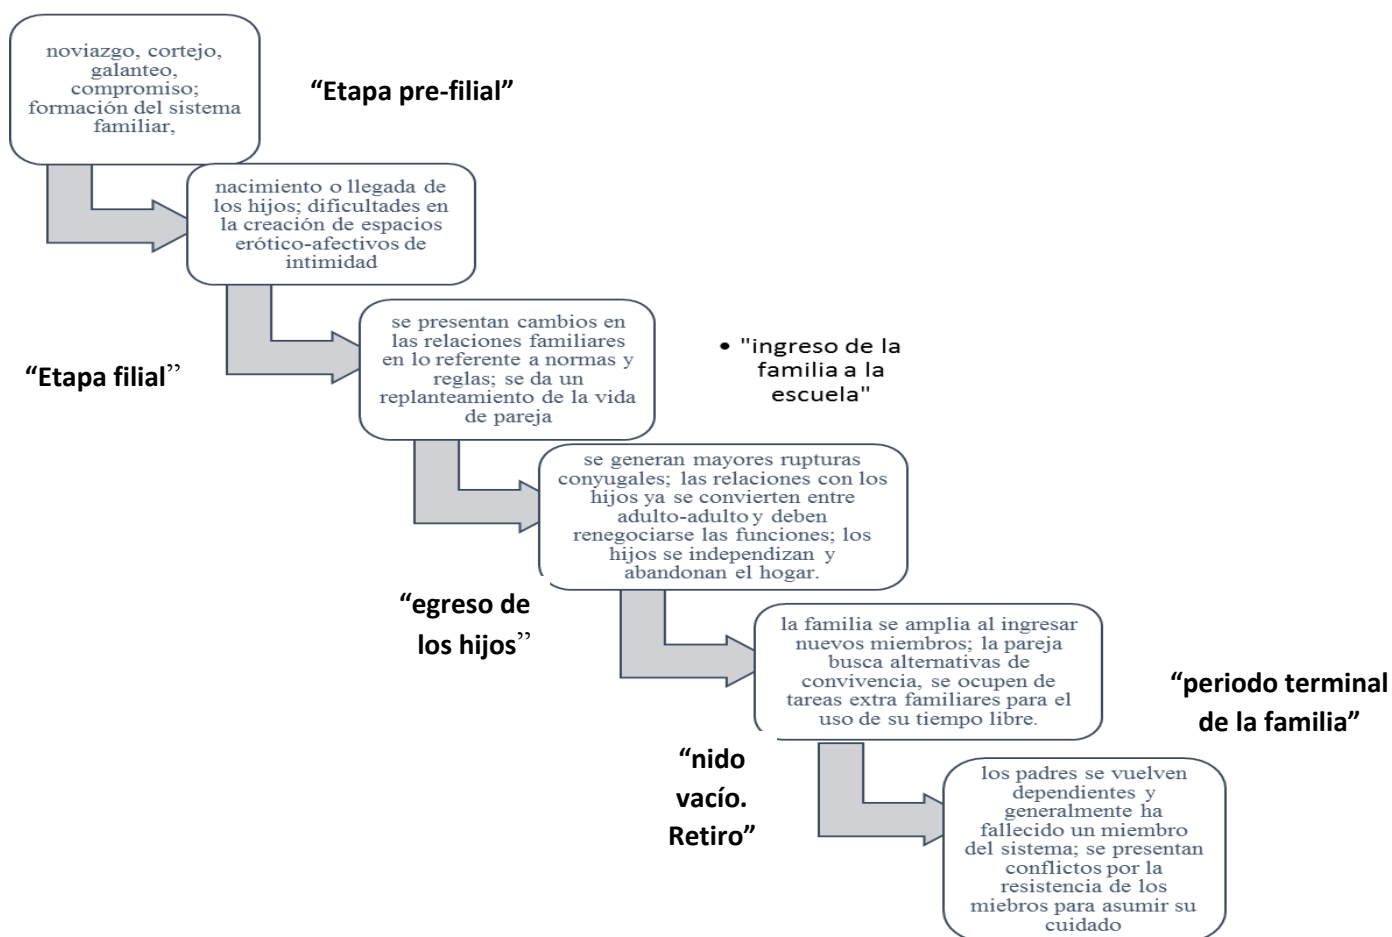 noviazgo, cortejo,
galanteo,
compromiso;
formación del sistema
familiar,
“Etapa pre-filial”
nacimiento o llegada de
los hijos; dificultades en
la creación de espacios
erótico-afectivos de
intimidad
“Etapa filial”
se presentan cambios en
las relaciones familiares
en lo referente a normas y
reglas; se da un
replanteamiento de la vida
de pareja
• "ingreso de la
familia a la
escuela"
se generan mayores rupturas
conyugales; las relaciones con los
hijos ya se convierten entre
adulto-adulto y deben
renegociarse las funciones; los
hijos se independizan y
abandonan el hogar.
“egreso de
los hijos”
la familia se amplia al ingresar
nuevos miembros; la pareja
busca alternativas de
convivencia, se ocupen de
tareas extra familiares para el
uso de su tiempo libre.
“nido
vacío.
Retiro”
“periodo terminal
de la familia”
los padres se vuelven
dependientes y
generalmente ha
fallecido un miembro
del sistema; se presentan
conflictos por la
resistencia de los
miebros para asumir su
cuidado